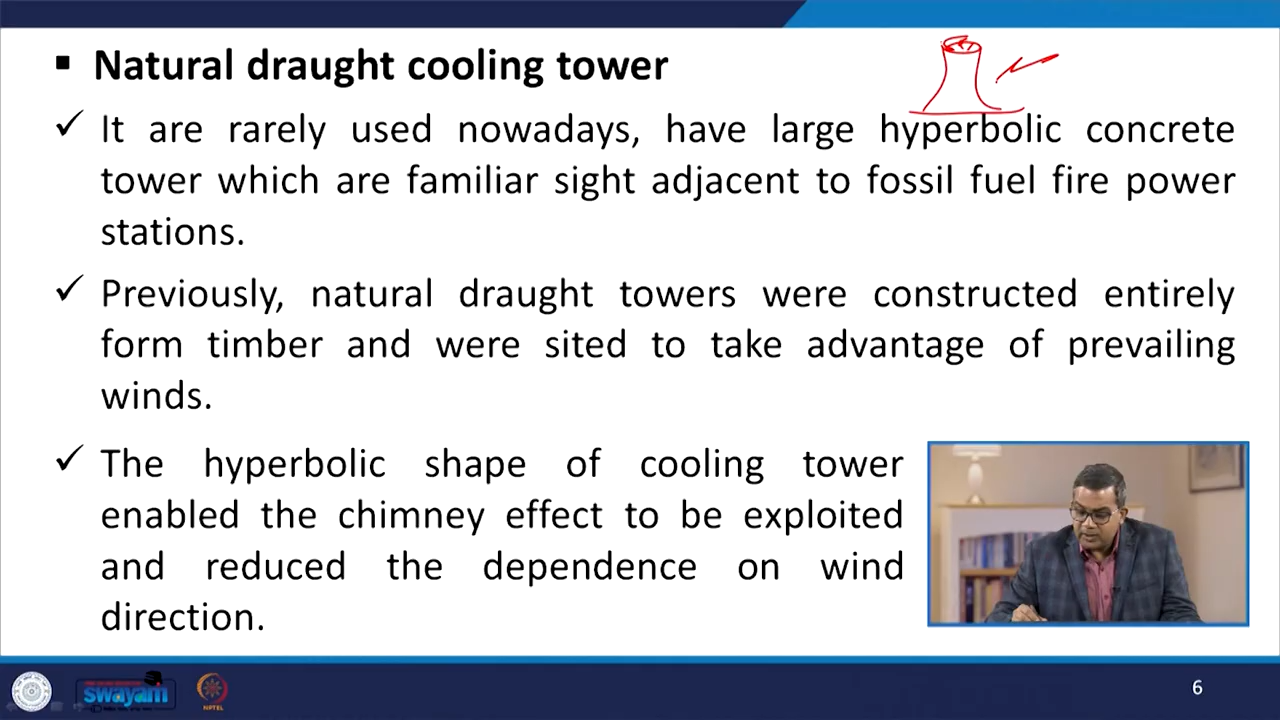 Natural draught cooling tower
It are rarely used nowadays, have large hyperbolic concrete
tower which are familiar sight adjacent to fossil fuel fire power
stations.
Previously, natural draught towers were constructed entirely
form timber and were sited to take advantage of prevailing
winds.
The hyperbolic shape of cooling tower
enabled the chimney effect to be exploited
and reduced the dependence on wind
direction.
swayam
NPTEL
6